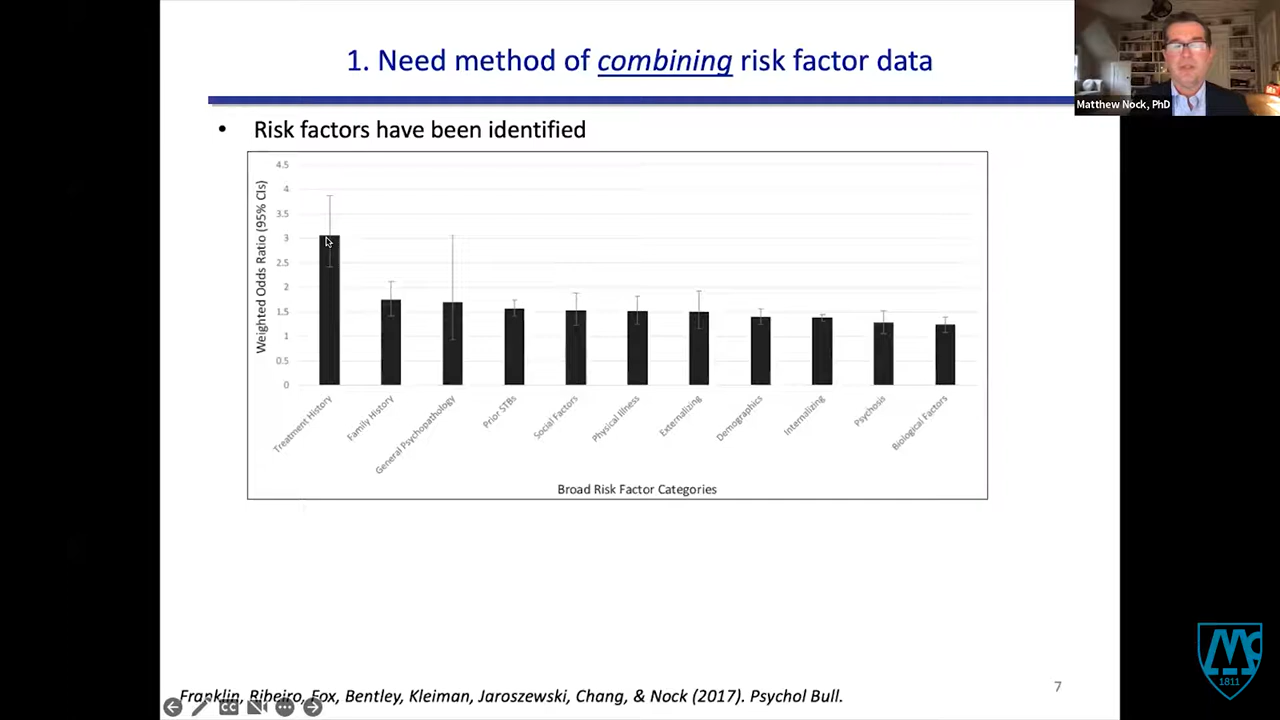 1. Need method of combining risk factor data
Matthew Nock, PhD
• Risk factors have been identified
Weighted Odds Ratio (95% CIs)
4.5
4
3.5
3
2.5
2
1.5
1
0.5
0
Treatment History
Family History
General Psychopathology
Prior STBs
Social Factors
Physical Illness
Externalizing
Demographics
Internalizing
Psychosis
Biological Factors
Broad Risk Factor Categories
Mc
1811
7
Franklin, Ribeiro, Fox, Bentley, Kleiman, Jaroszewski, Chang, & Nock (2017). Psychol Bull.
CC